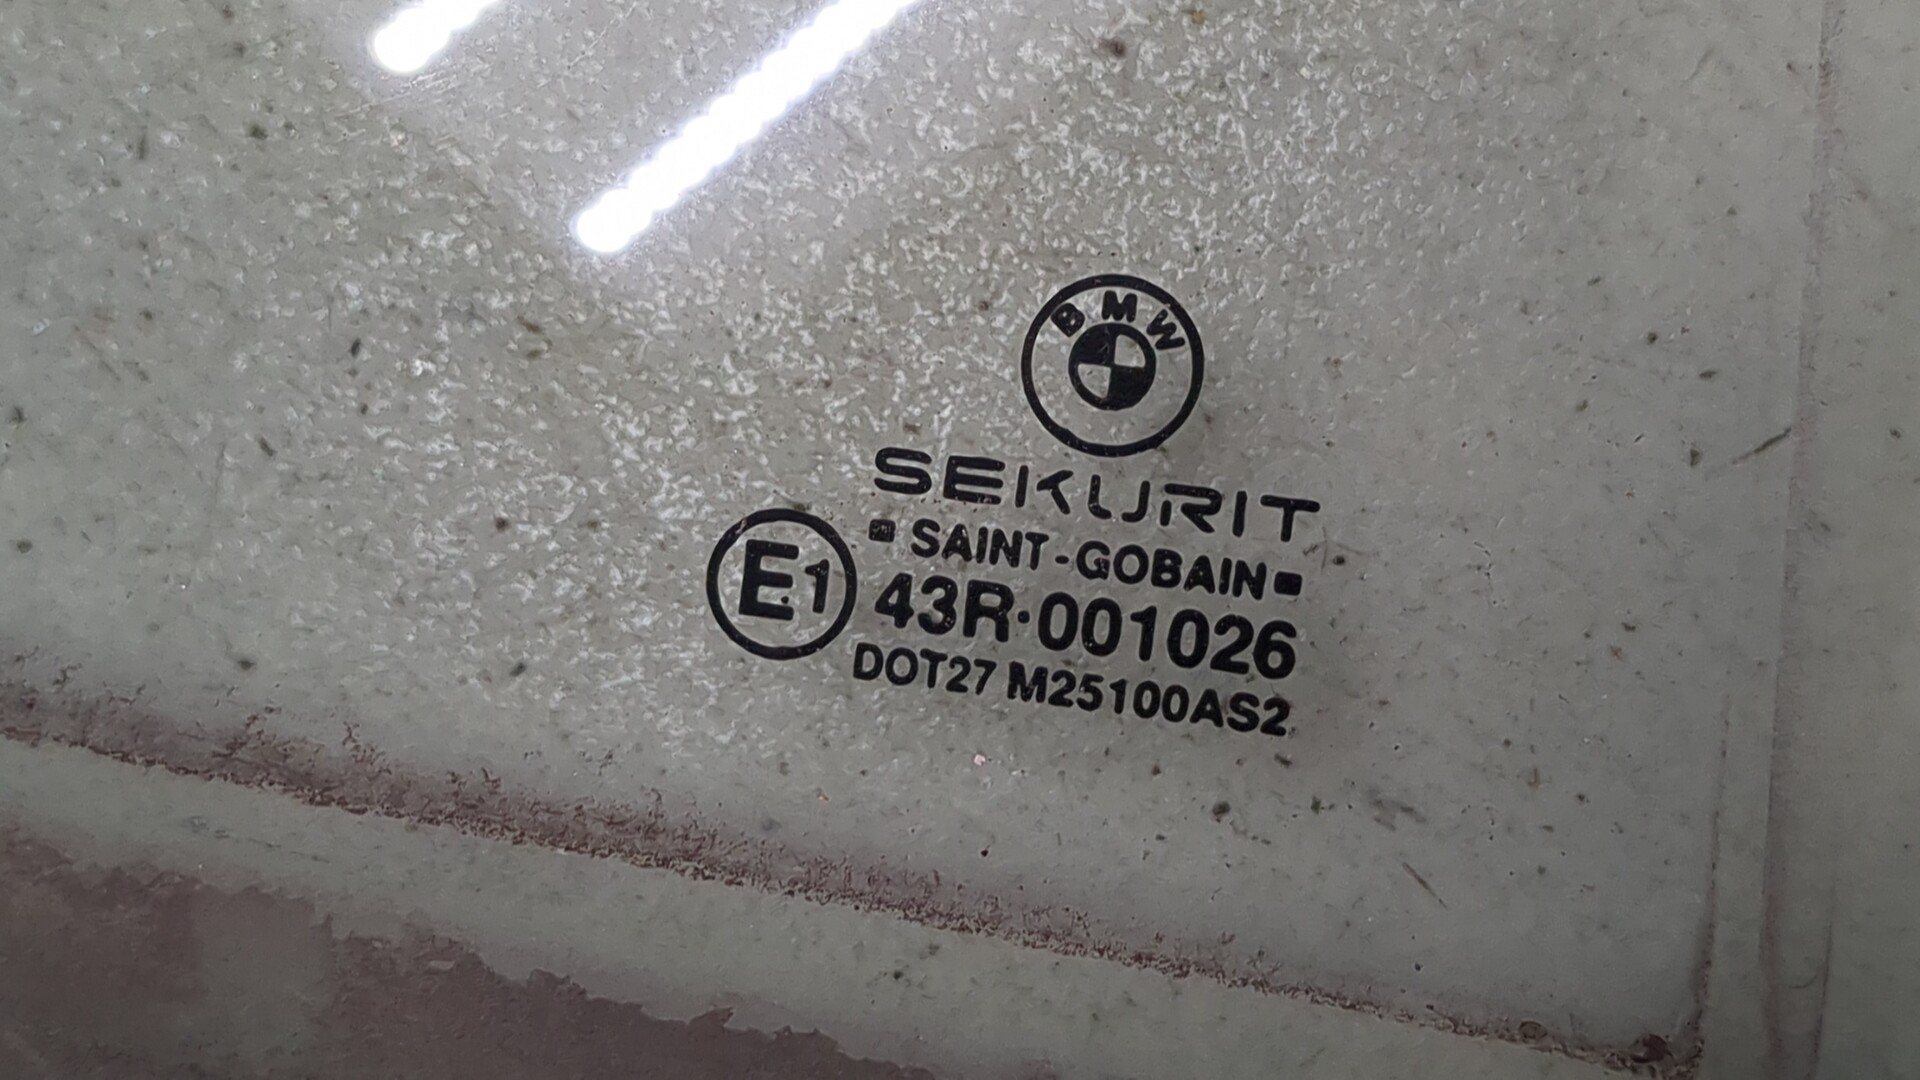 BMW
SEKURIT
SAINT-GOBAIN
E1
43R·001026
DOT27 M25100AS2